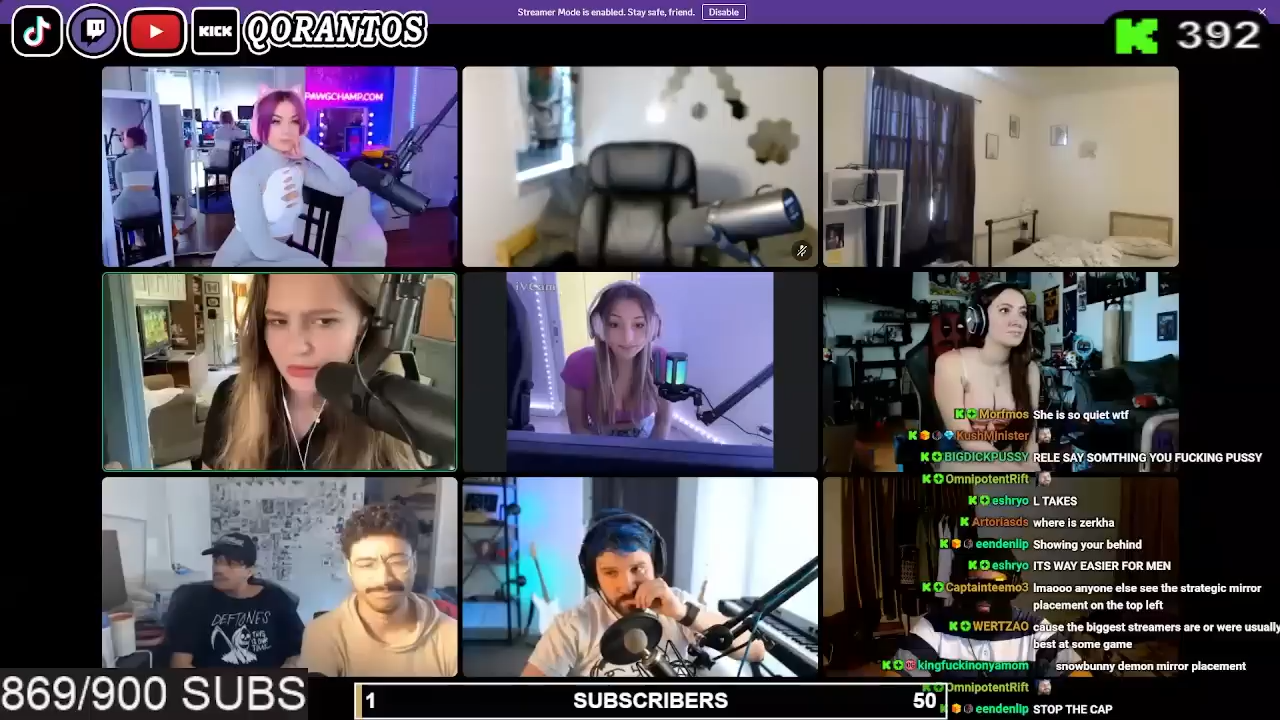 Streamer Mode is enabled. Stay safe, friend. Disable
KICK QORANTOS
392
PAWGCHAMP.COM
iVCam
DEFTONES
Morfmos She is so quiet wtf
KushMinister
BIGDICKPUSSY RELE SAY SOMTHING YOU FUCKING PUSSY
OmnipotentRift
eshryo L TAKES
Artoriasds where is zerkha
eendenlip Showing your behind
eshryo ITS WAY EASIER FOR MEN
Captainteemo3 lmaooo anyone else see the strategic mirror
placement on the top left
WERTZAO cause the biggest streamers are or were usually
best at some game
kingfuckinonyamom snowbunny demon mirror placement
OmnipotentRift
eendenlip STOP THE CAP
869/900 SUBS
1 SUBSCRIBERS 50